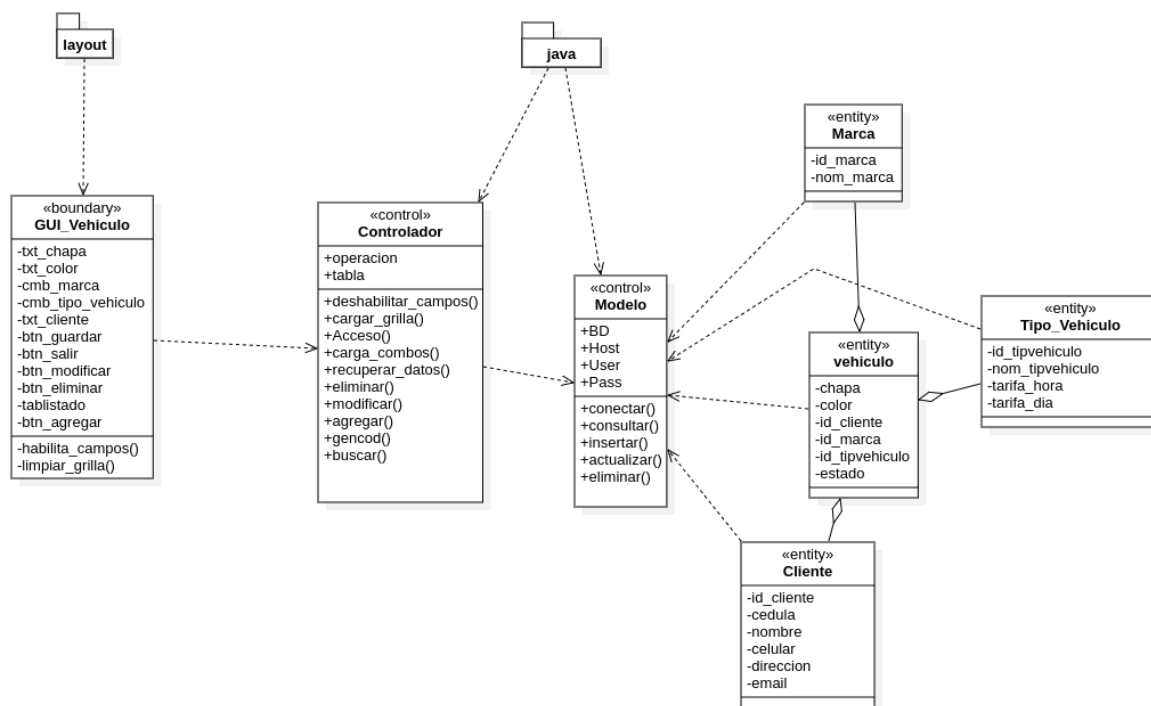 layout
java
«boundary»
GUI_Vehiculo
-txt_chapa
-txt_color
-cmb_marca
-cmb_tipo_vehiculo
-txt_cliente
-btn_guardar
-btn_salir
-btn_modificar
-btn_eliminar
-tablistado
-btn_agregar
-habilita_campos()
-limpiar_grilla()
«control»
Controlador
+operacion
+tabla
+deshabilitar_campos()
+cargar_grilla()
+Acceso()
+carga_combos()
+recuperar_datos()
+eliminar()
+modificar()
+agregar()
+gencod()
+buscar()
«control»
Modelo
+BD
+Host
+User
+Pass
+conectar()
+consultar()
+insertar()
+actualizar()
+eliminar()
«entity»
Marca
-id_marca
-nom_marca
«entity»
vehiculo
-chapa
-color
-id_cliente
-id_marca
-id_tipvehiculo
-estado
«entity»
Tipo_Vehiculo
-id_tipvehiculo
-nom_tipvehiculo
-tarifa_hora
-tarifa_dia
«entity»
Cliente
-id_cliente
-cedula
-nombre
-celular
-direccion
-email